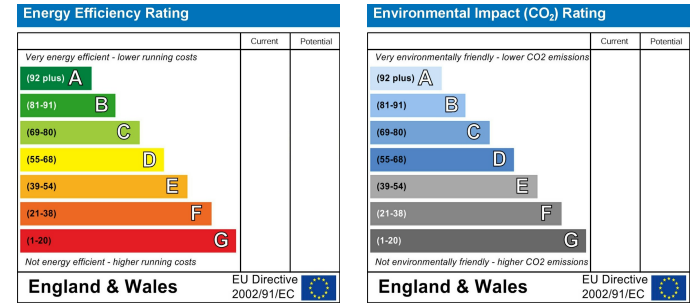 Energy Efficiency Rating
Current Potential
Very energy efficient - lower running costs
(92 plus) A
(81-91) B
(69-80) C
(55-68) D
(39-54) E
(21-38) F
(1-20) G
Not energy efficient - higher running costs
England & Wales
EU Directive
2002/91/EC
Environmental Impact (CO2) Rating
Current Potential
Very environmentally friendly - lower CO2 emissions
(92 plus) A
(81-91) B
(69-80) C
(55-68) D
(39-54) E
(21-38) F
(1-20) G
Not environmentally friendly - higher CO2 emissions
England & Wales
EU Directive
2002/91/EC